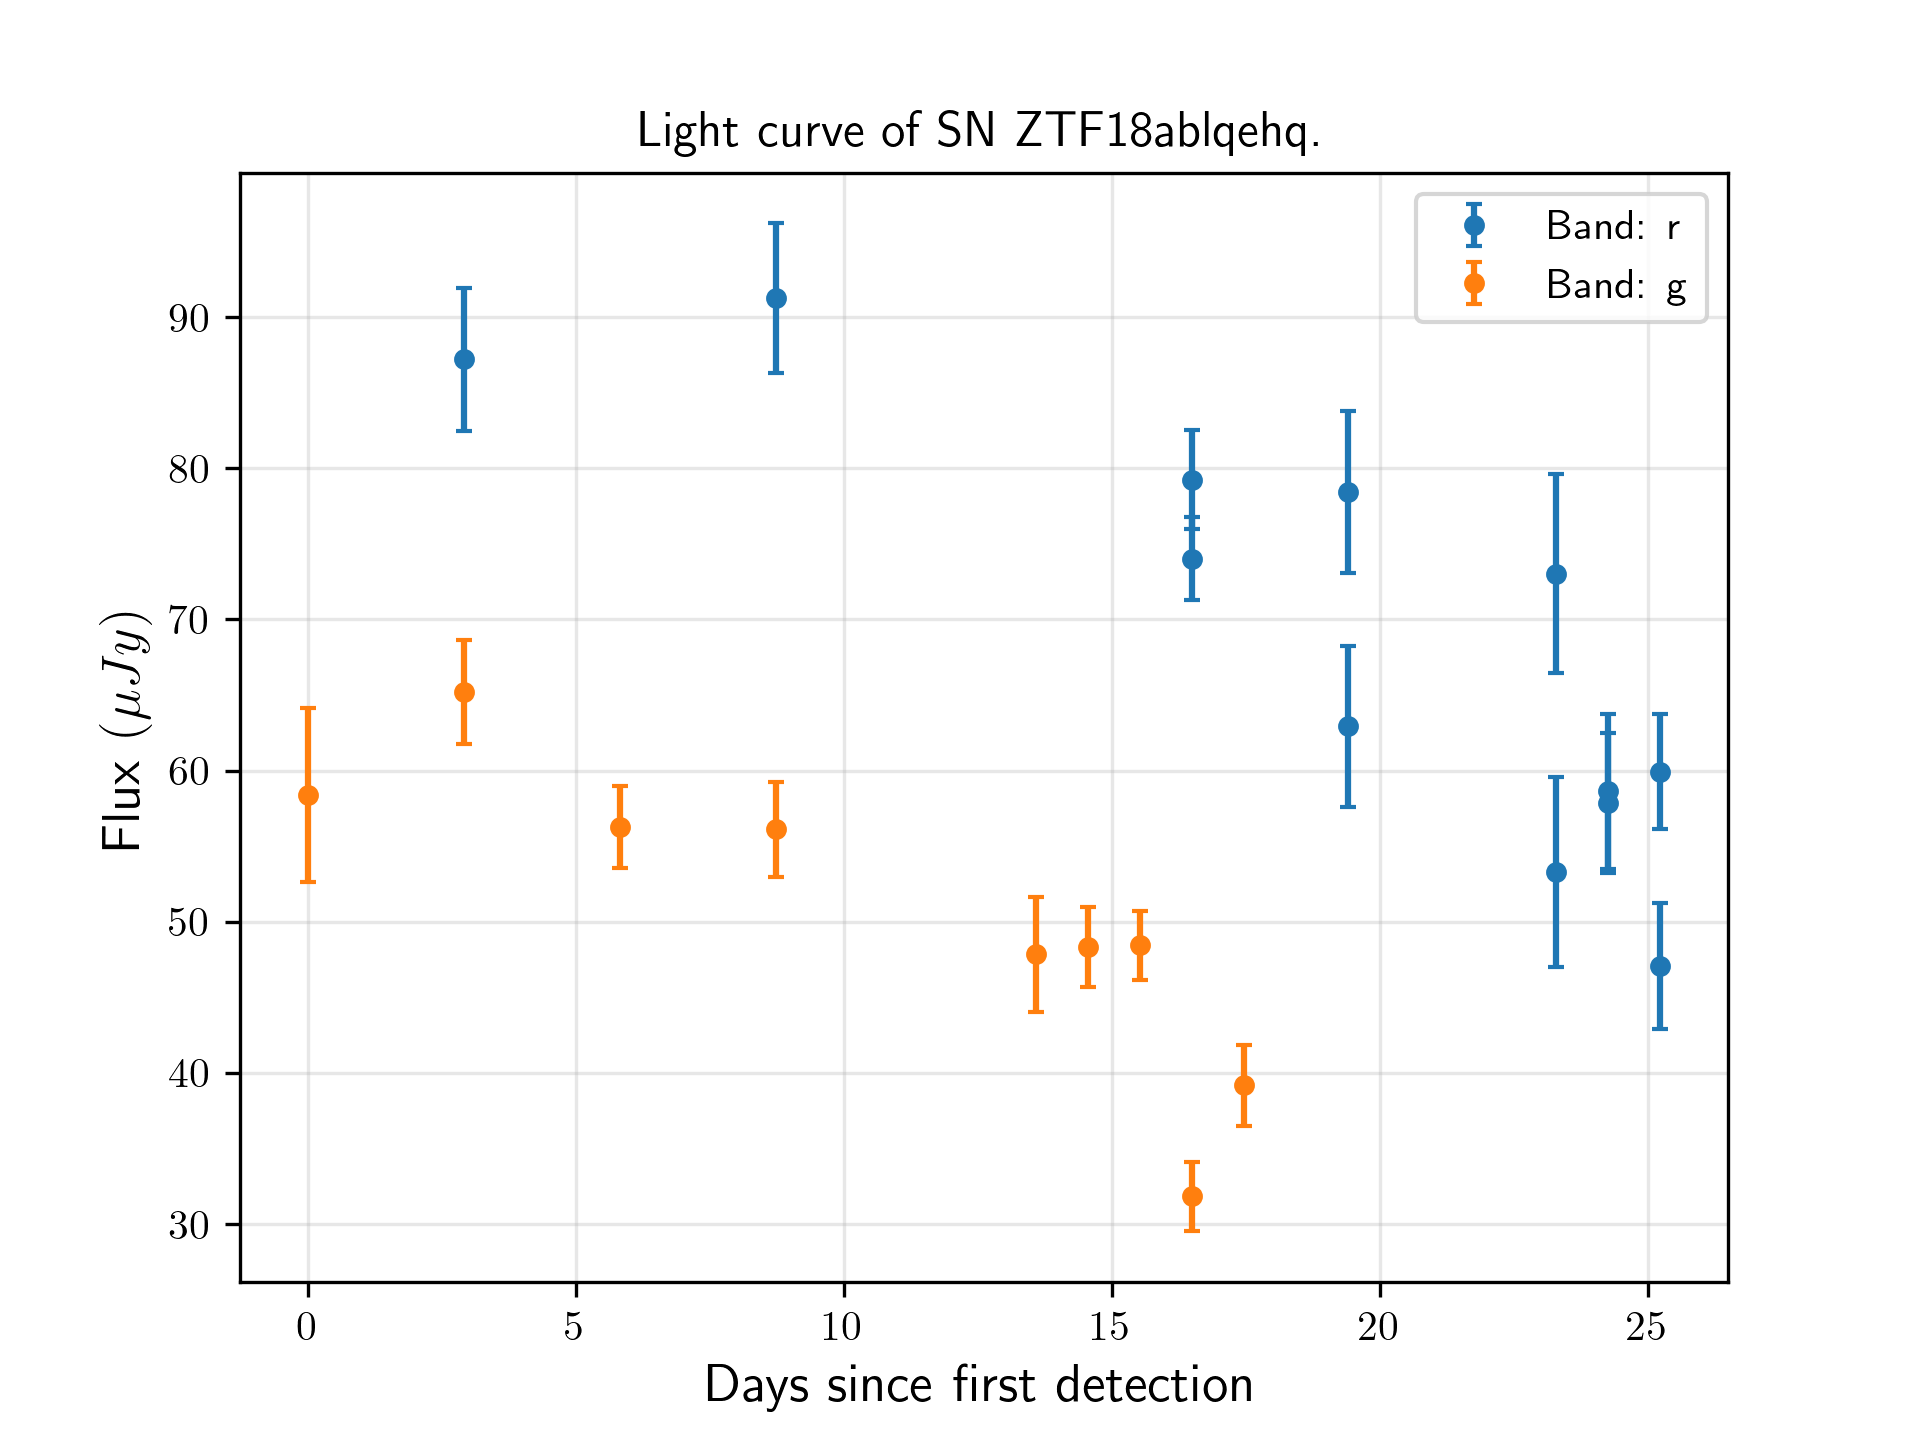 Light curve of SN ZTF18ablqehq.
Band: r
Band: g
90
80
70
60
50
40
30
Flux (μJy)
0 5 10 15 20 25
Days since first detection